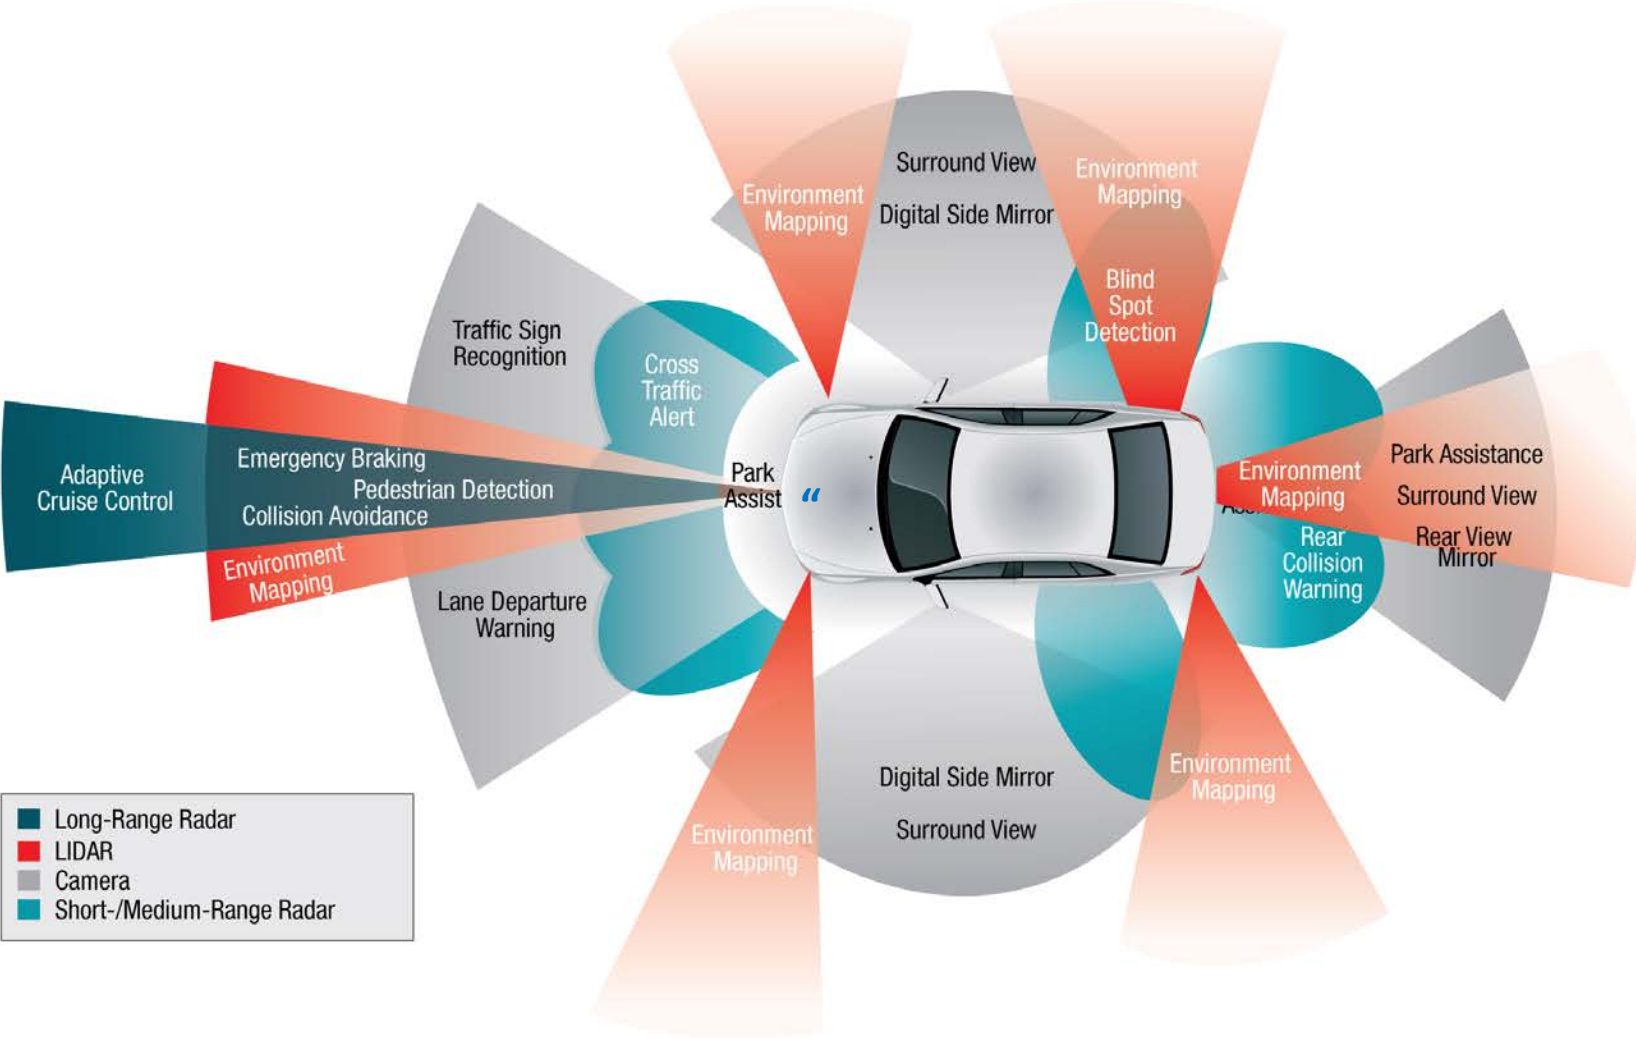 Surround View
Digital Side Mirror
Environment
Mapping
Environment
Mapping
Blind
Spot
Detection
Traffic Sign
Recognition
Cross
Traffic
Alert
Adaptive
Cruise Control
Emergency Braking
Pedestrian Detection
Collision Avoidance
Environment
Mapping
Park
Assist
“
Lane Departure
Warning
Environment
Mapping
Park Assistance
Surround View
Rear View
Mirror
Rear
Collision
Warning
Digital Side Mirror
Surround View
Environment
Mapping
Environment
Mapping
Long-Range Radar
LIDAR
Camera
Short-/Medium-Range Radar